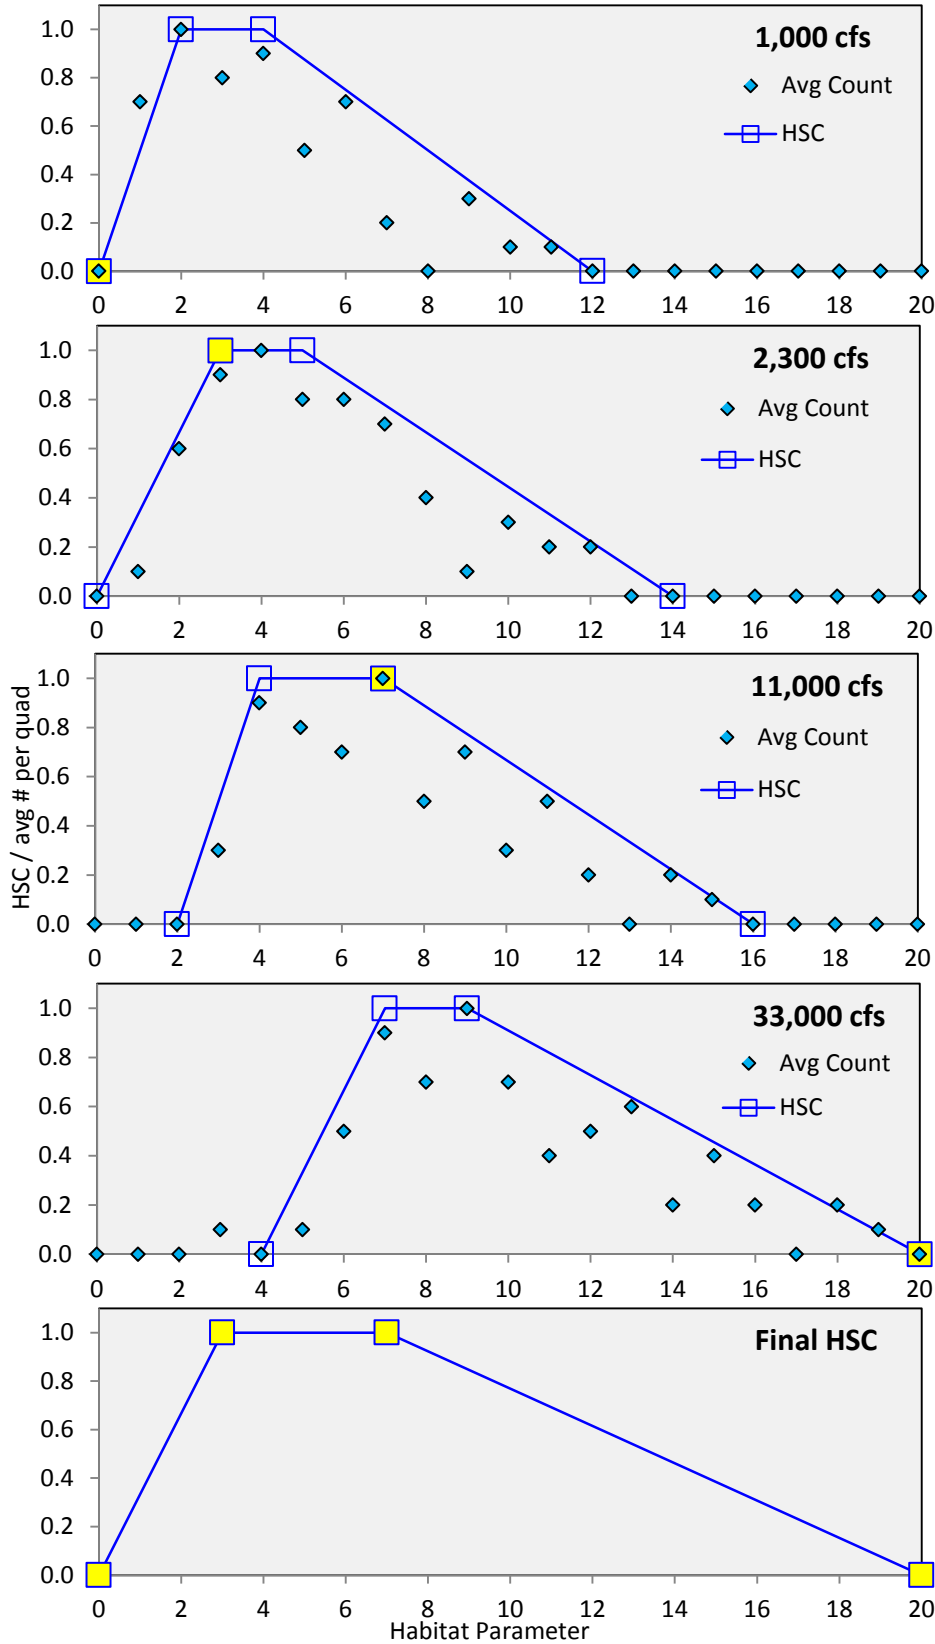 1,000 cfs
Avg Count
HSC
1.0
0.8
0.6
0.4
0.2
0.0
0 2 4 6 8 10 12 14 16 18 20
2,300 cfs
Avg Count
HSC
1.0
0.8
0.6
0.4
0.2
0.0
0 2 4 6 8 10 12 14 16 18 20
HSC / avg # per quad
11,000 cfs
Avg Count
HSC
1.0
0.8
0.6
0.4
0.2
0.0
0 2 4 6 8 10 12 14 16 18 20
33,000 cfs
Avg Count
HSC
1.0
0.8
0.6
0.4
0.2
0.0
0 2 4 6 8 10 12 14 16 18 20
Final HSC
1.0
0.8
0.6
0.4
0.2
0.0
0 2 4 6 8 10 12 14 16 18 20
Habitat Parameter